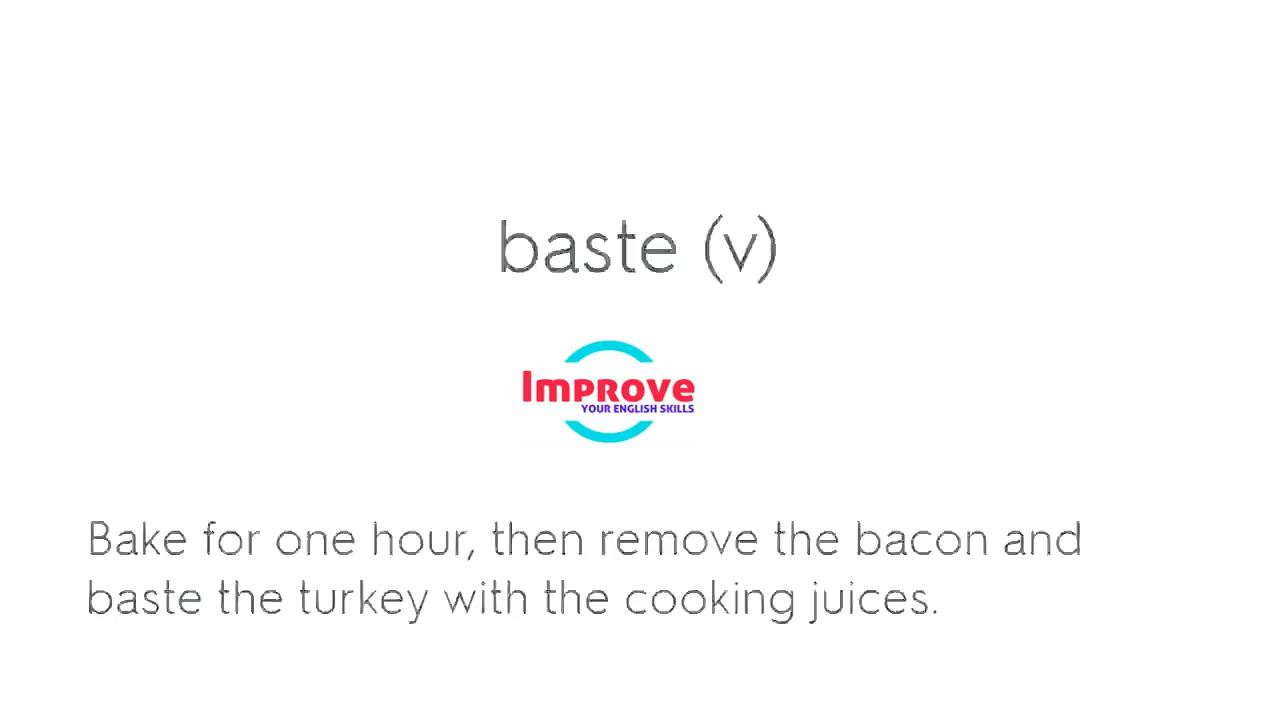 baste (v)
Improve
YOUR ENGLISH SKILLS
Bake for one hour, then remove the bacon and
baste the turkey with the cooking juices.